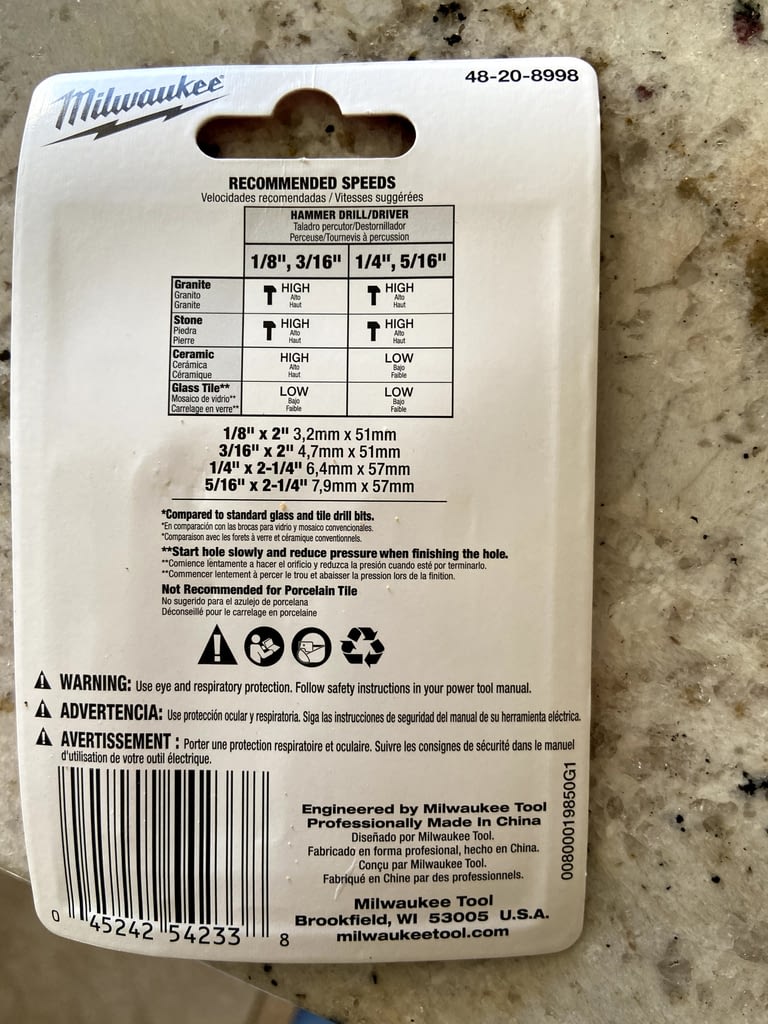 Milwaukee
48-20-8998
RECOMMENDED SPEEDS
Velocidades recomendadas / Vitesses suggérées
HAMMER DRILL/DRIVER
Taladro percutor/Destornillador
Perceuse/Tournevis à percussion
1/8", 3/16" 1/4", 5/16"
Granite
Granito
Granite
HIGH
Alto
Haut
HIGH
Alto
Haut
Stone
Piedra
Pierre
HIGH
Alto
Haut
HIGH
Alto
Haut
Ceramic
Cerámica
Céramique
HIGH
Alto
Haut
LOW
Bajo
Faible
Glass Tile**
Mosaico de vidrio**
Carrelage en verre**
LOW
Bajo
Faible
LOW
Bajo
Faible
1/8" x 2" 3,2mm x 51mm
3/16" x 2" 4,7mm x 51mm
1/4" x 2-1/4" 6,4mm x 57mm
5/16" x 2-1/4" 7,9mm x 57mm
*Compared to standard glass and tile drill bits.
*En comparación con las brocas para vidrio y mosaico convencionales.
*Comparaison avec les forets à verre et céramique conventionnels.
**Start hole slowly and reduce pressure when finishing the hole.
**Comience lentamente a hacer el orificio y reduzca la presión cuando esté por terminarlo.
**Commencer lentement à percer le trou et abaisser la pression lors de la finition.
Not Recommended for Porcelain Tile
No sugerido para el azulejo de porcelana
Déconseillé pour le carrelage en porcelaine
WARNING: Use eye and respiratory protection. Follow safety instructions in your power tool manual.
ADVERTENCIA: Use protección ocular y respiratoria. Siga las instrucciones de seguridad del manual de su herramienta eléctrica.
AVERTISSEMENT : Porter une protection respiratoire et oculaire. Suivre les consignes de sécurité dans le manuel
d'utilisation de votre outil électrique.
Engineered by Milwaukee Tool
Professionally Made In China
Diseñado por Milwaukee Tool.
Fabricado en forma profesional, hecho en China.
Conçu par Milwaukee Tool.
Fabriqué en Chine par des professionnels.
Milwaukee Tool
Brookfield, WI 53005 U.S.A.
milwaukeetool.com
00800019850G1
0 45242 54233 8